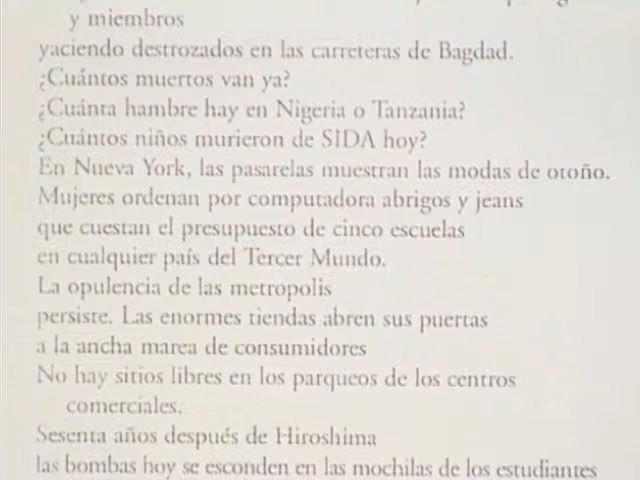 y miembros
yaciendo destrozados en las carreteras de Bagdad.
¿Cuántos muertos van ya?
¿Cuánta hambre hay en Nigeria o Tanzania?
¿Cuántos niños murieron de SIDA hoy?
En Nueva York, las pasarelas muestran las modas de otoño.
Mujeres ordenan por computadora abrigos y jeans
que cuestan el presupuesto de cinco escuelas
en cualquier país del Tercer Mundo.
La opulencia de las metropolis
persiste. Las enormes tiendas abren sus puertas
a la ancha marea de consumidores
No hay sitios libres en los parqueos de los centros
comerciales.
Sesenta años después de Hiroshima
las bombas hoy se esconden en las mochilas de los estudiantes